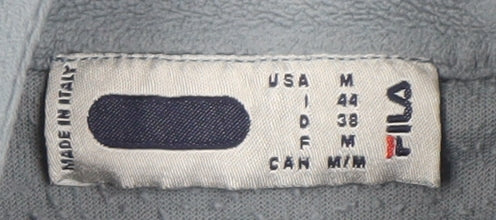 MADE IN ITALY
USA M
I 44
D 38
F M
CAN M/M
FILA